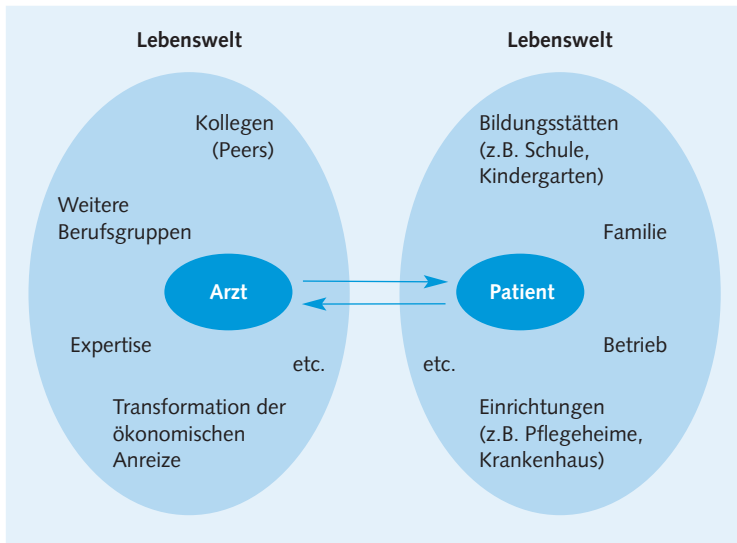 Lebenswelt
Kollegen
(Peers)
Weitere
Berufsgruppen
Arzt
Expertise
etc.
Transformation der
ökonomischen
Anreize
Lebenswelt
Bildungsstätten
(z.B. Schule,
Kindergarten)
Familie
Patient
Betrieb
etc.
Einrichtungen
(z.B. Pflegeheime,
Krankenhaus)